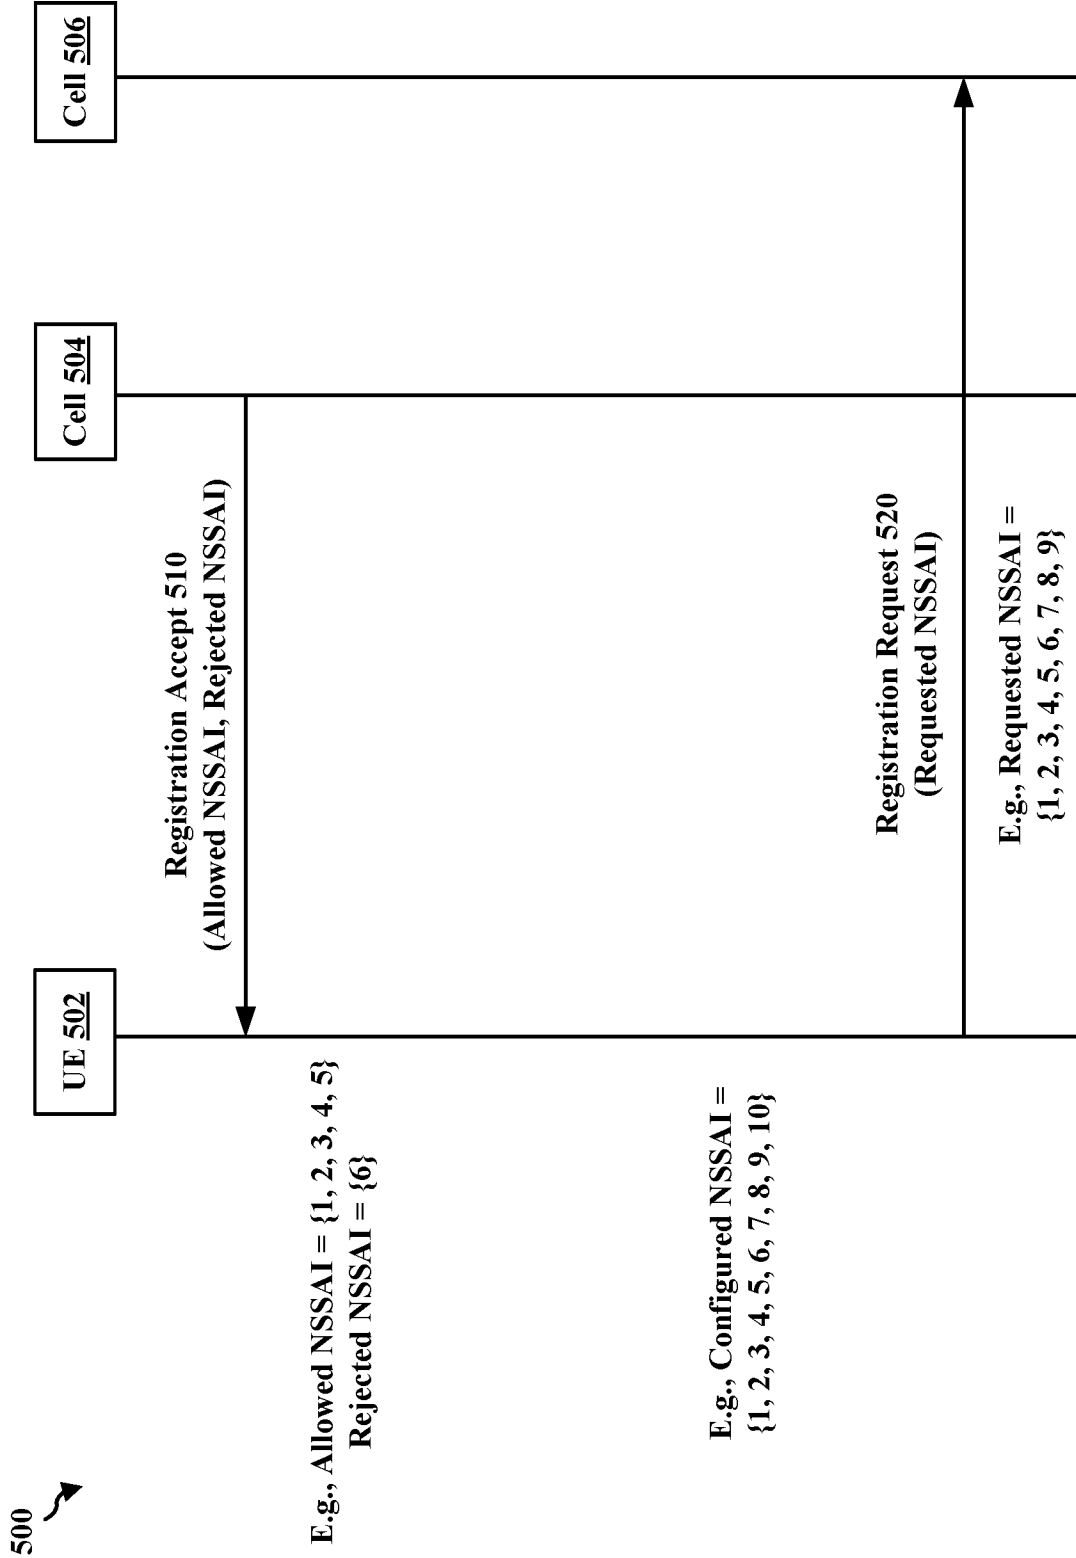 500
UE 502
Cell 504
Cell 506
Registration Accept 510
(Allowed NSSAI, Rejected NSSAI)
E.g., Allowed NSSAI = {1, 2, 3, 4, 5}
Rejected NSSAI = {6}
E.g., Configured NSSAI =
{1, 2, 3, 4, 5, 6, 7, 8, 9, 10}
Registration Request 520
(Requested NSSAI)
E.g., Requested NSSAI =
{1, 2, 3, 4, 5, 6, 7, 8, 9}